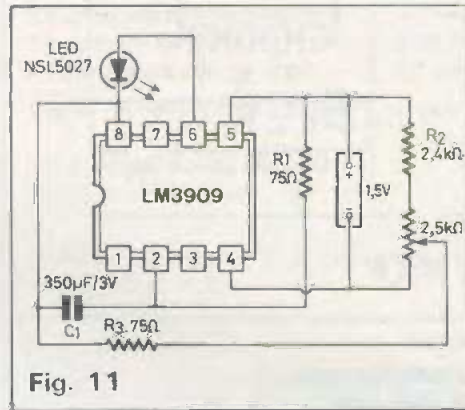 LED
NSL5027
8 7 6 5
LM3909
1 2 3 4
R1
75Ω
+
1,5V
-
R2
2,4kΩ
2,5kΩ
350µF/3V
C1
R3.75Ω
Fig. 11